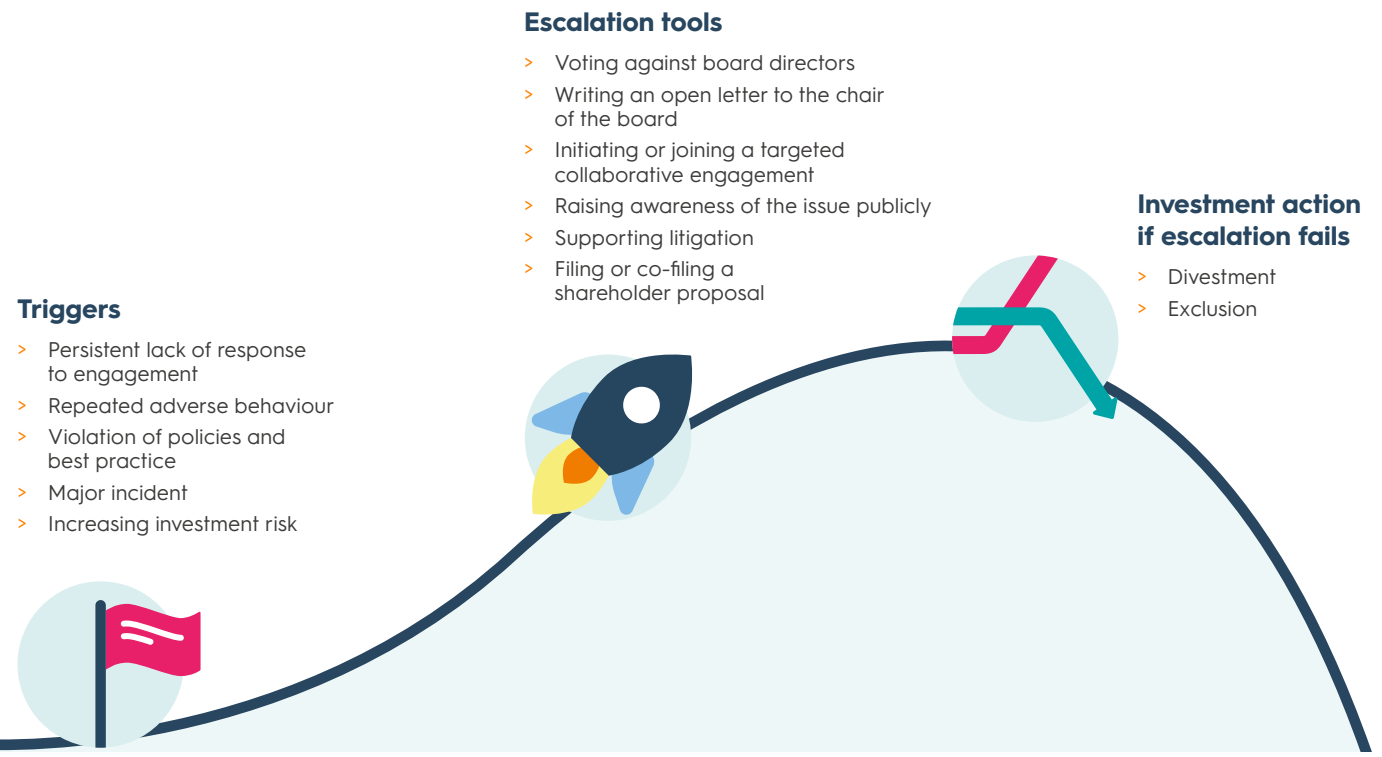 Escalation tools
> Voting against board directors
> Writing an open letter to the chair
of the board
> Initiating or joining a targeted
collaborative engagement
> Raising awareness of the issue publicly
> Supporting litigation
> Filing or co-filing a
shareholder proposal
Investment action
if escalation fails
> Divestment
> Exclusion
Triggers
> Persistent lack of response
to engagement
> Repeated adverse behaviour
> Violation of policies and
best practice
> Major incident
> Increasing investment risk